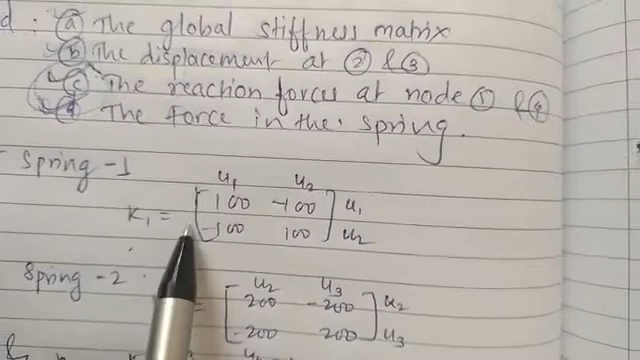 d : (a) The global stiffness matrix
(b) The displacement at (2) & (3)
(c) The reaction forces at node (1) & (4)
(d) The force in the spring.
Spring -1
u1 u2
K1 = [ 100 -100 ] u1
[ -100 100 ] u2
Spring -2
u2 u3
= [ 200 -200 ] u2
[ -200 200 ] u3